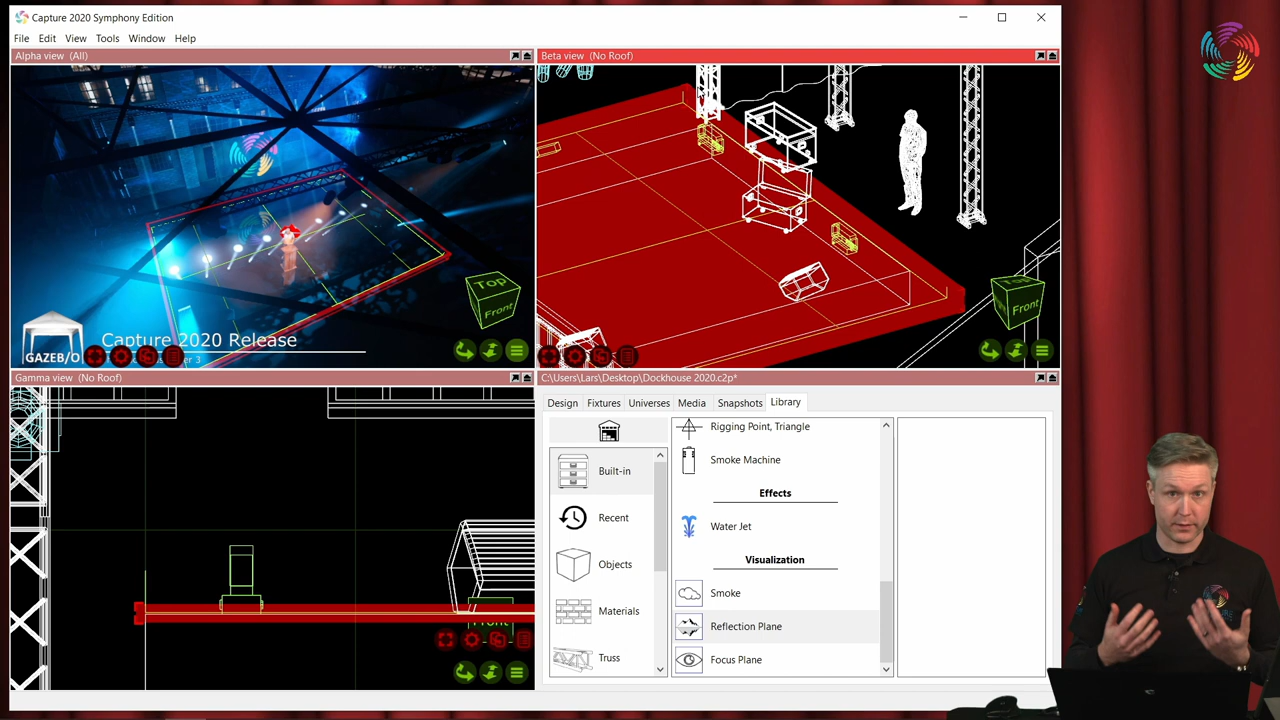 Capture 2020 Symphony Edition
File Edit View Tools Window Help
Alpha view (All)
Beta view (No Roof)
TOP
Front
Capture 2020 Release
GAZEB/O
er 3
Front
Gamma view (No Roof)
Front
C:\Users\Lars\Desktop\Dockhouse 2020.c2p*
Design Fixtures Universes Media Snapshots Library
Built-in
Recent
Objects
Materials
Truss
Rigging Point, Triangle
Smoke Machine
Effects
Water Jet
Visualization
Smoke
Reflection Plane
Focus Plane